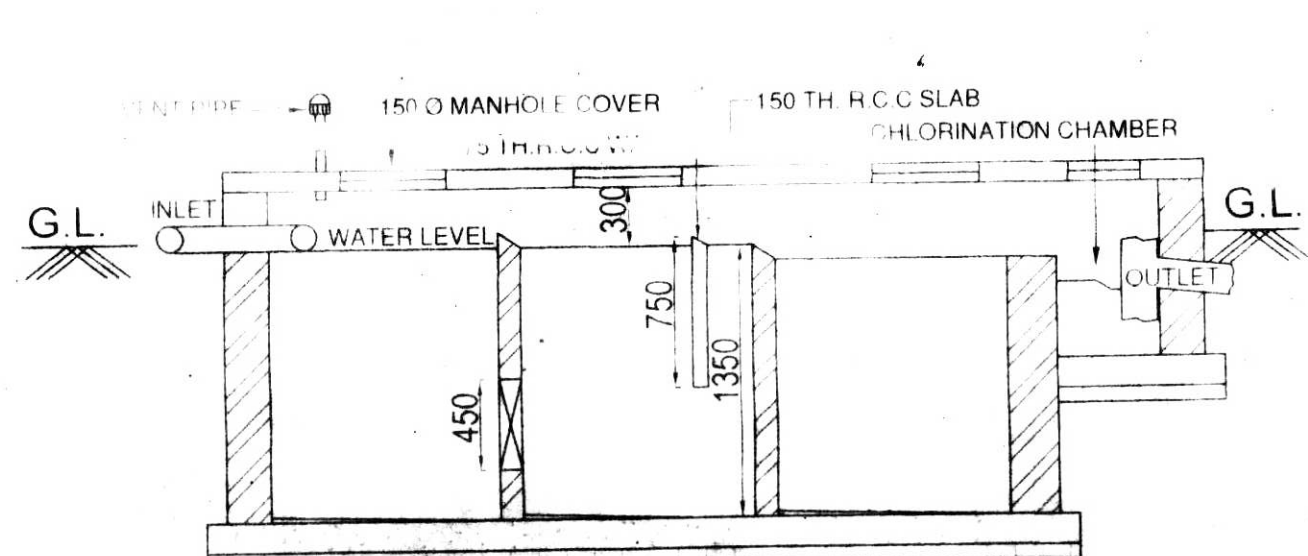 150 Ø MANHOLE COVER
150 TH. R.C.C SLAB
CHLORINATION CHAMBER
INLET
G.L.
G.L.
WATER LEVEL
300
OUTLET
750
1350
450